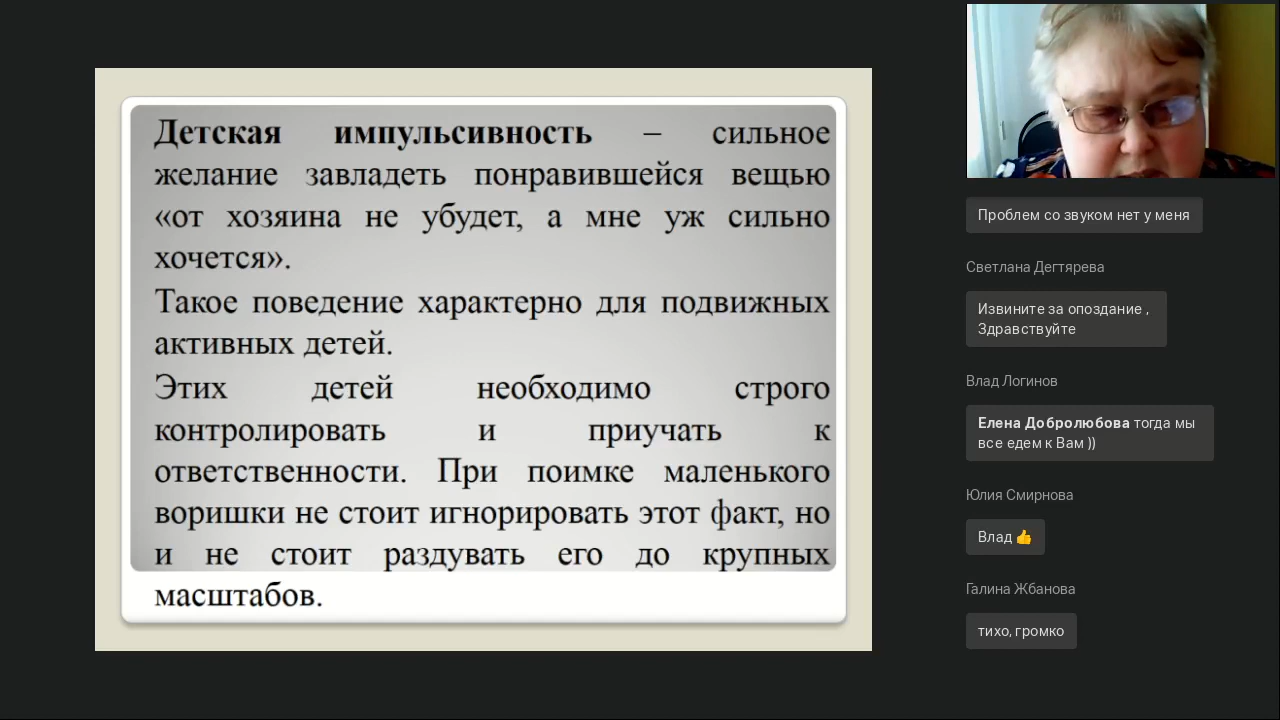 Детская импульсивность – сильное
желание завладеть понравившейся вещью
«от хозяина не убудет, а мне уж сильно
хочется».
Такое поведение характерно для подвижных
активных детей.
Этих детей необходимо строго
контролировать и приучать к
ответственности. При поимке маленького
воришки не стоит игнорировать этот факт, но
и не стоит раздувать его до крупных
масштабов.
Проблем со звуком нет у меня
Светлана Дегтярева
Извините за опоздание ,
Здравствуйте
Влад Логинов
Елена Добролюбова тогда мы
все едем к Вам ))
Юлия Смирнова
Влад 👍
Галина Жбанова
тихо, громко